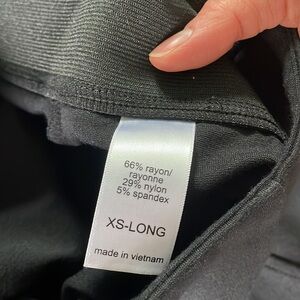 66% rayon/
rayonne
29% nylon
5% spandex
XS-LONG
made in vietnam